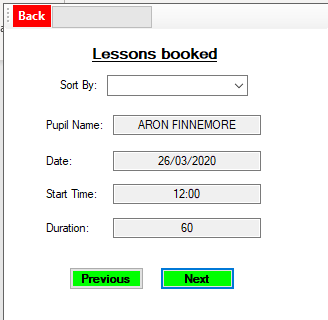 Back
Lessons booked
Sort By:
Pupil Name: ARON FINNEMORE
Date: 26/03/2020
Start Time: 12:00
Duration: 60
Previous Next